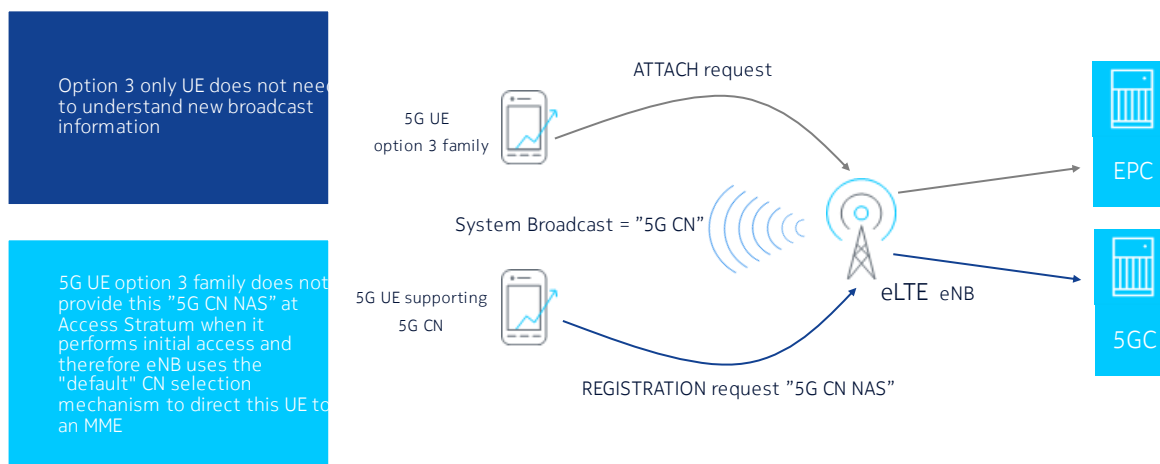 Option 3 only UE does not need
to understand new broadcast
information
5G UE option 3 family does not
provide this ”5G CN NAS” at
Access Stratum when it
performs initial access and
therefore eNB uses the
"default" CN selection
mechanism to direct this UE to
an MME
ATTACH request
5G UE
option 3 family
System Broadcast = ”5G CN”
5G UE supporting
5G CN
REGISTRATION request ”5G CN NAS”
eLTE eNB
EPC
5GC